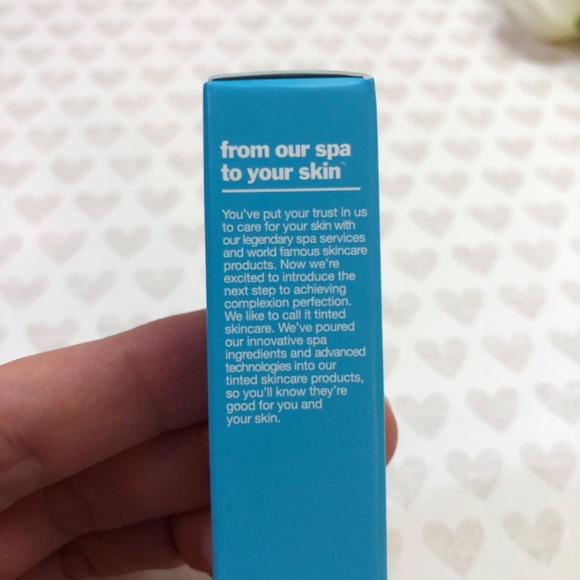 from our spa
to your skin™
You've put your trust in us
to care for your skin with
our legendary spa services
and world famous skincare
products. Now we're
excited to introduce the
next step to achieving
complexion perfection.
We like to call it tinted
skincare. We've poured
our innovative spa
ingredients and advanced
technologies into our
tinted skincare products,
so you'll know they're
good for you and
your skin.